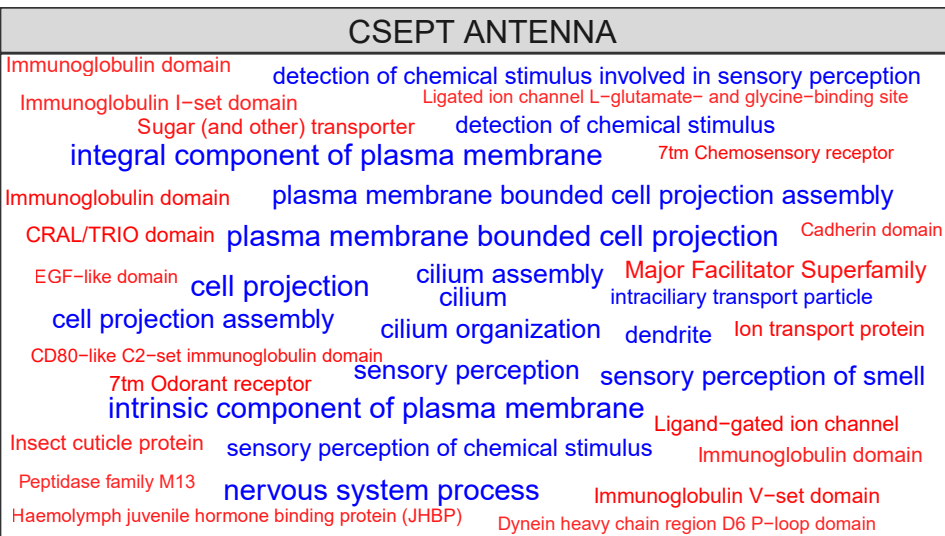 CSEPT ANTENNA
Immunoglobulin domain
detection of chemical stimulus involved in sensory perception
Immunoglobulin I−set domain
Ligated ion channel L−glutamate− and glycine−binding site
Sugar (and other) transporter
detection of chemical stimulus
integral component of plasma membrane
7tm Chemosensory receptor
Immunoglobulin domain
plasma membrane bounded cell projection assembly
CRAL/TRIO domain
plasma membrane bounded cell projection
Cadherin domain
EGF−like domain
cell projection
cilium assembly
Major Facilitator Superfamily
cilium
intraciliary transport particle
cell projection assembly
cilium organization
dendrite
Ion transport protein
CD80−like C2−set immunoglobulin domain
7tm Odorant receptor
sensory perception
sensory perception of smell
intrinsic component of plasma membrane
Ligand−gated ion channel
Insect cuticle protein
sensory perception of chemical stimulus
Immunoglobulin domain
Peptidase family M13
nervous system process
Immunoglobulin V−set domain
Haemolymph juvenile hormone binding protein (JHBP)
Dynein heavy chain region D6 P−loop domain